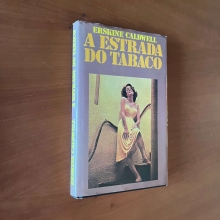 ERSKINE CALDWELL
A ESTRADA
DO TABACO